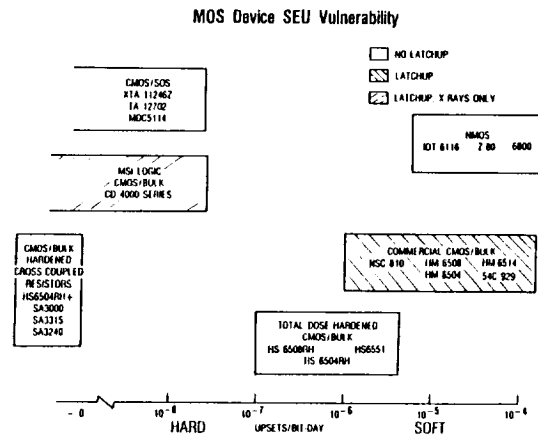 MOS Device SEU Vulnerability
NO LATCHUP
LATCHUP
LATCHUP, X RAYS ONLY
CMOS/SOS
XTA 11246Z
TA 12702
MDC5114
NMOS
IDT 6116 Z 80 6800
MSI LOGIC
CMOS/BULK
CD 4000 SERIES
CMOS/BULK
HARDENED
CROSS COUPLED
RESISTORS
HS6504RH+
SA3000
SA3315
SA3240
COMMERCIAL CMOS/BULK
NSC 810 HM 6508 HM 6514
HM 6504 54C 929
TOTAL DOSE HARDENED
CMOS/BULK
HS 6508RH HS6551
HS 6504RH
~ 0 10-8 10-7 10-6 10-5 10-4
HARD UPSETS/BIT-DAY SOFT